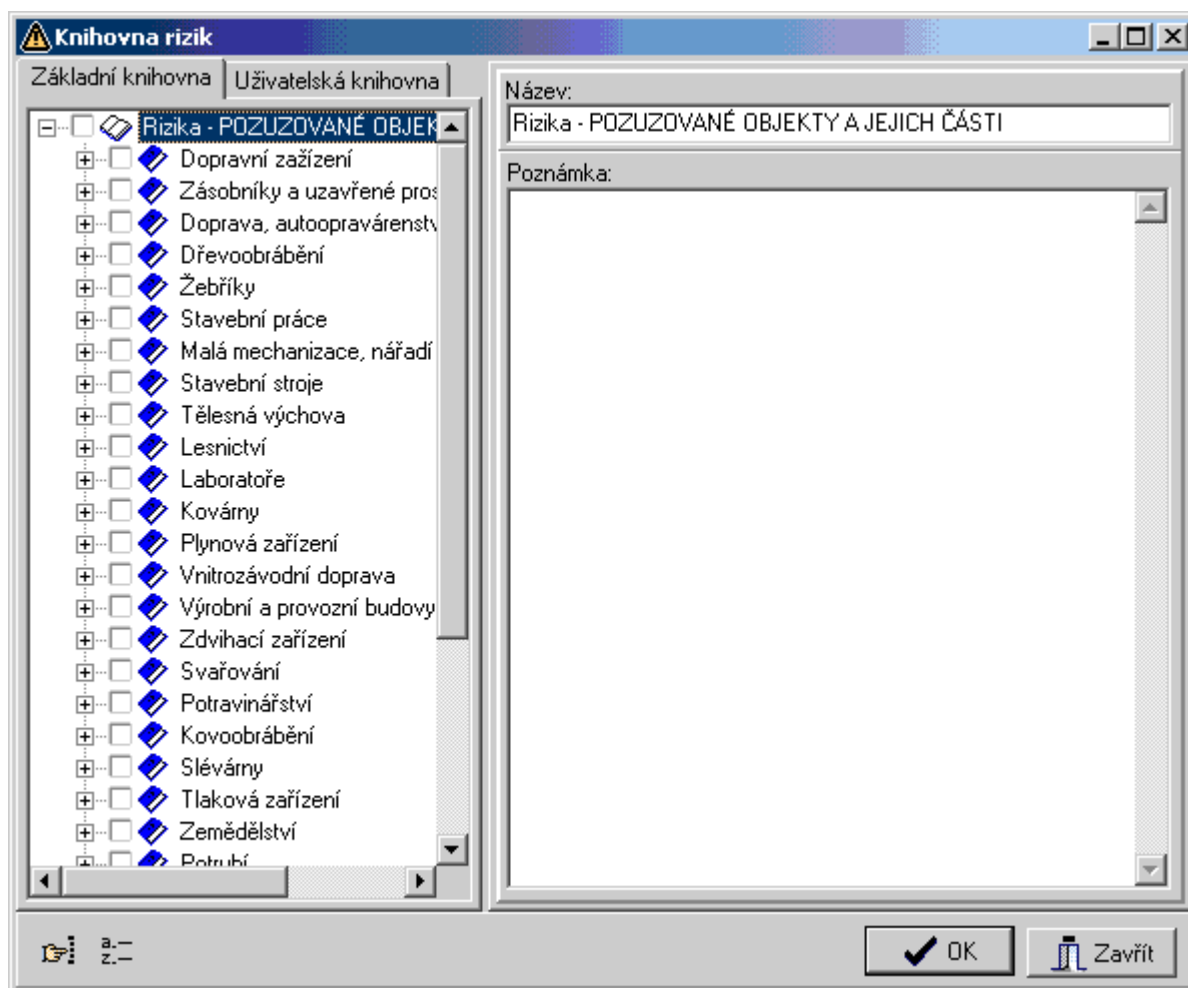 Knihovna rizik
Základní knihovna
Uživatelská knihovna
Rizika - POZUZOVANÉ OBJEK
Dopravní zažízení
Zásobníky a uzavřené pros
Doprava, autoopravárenstv
Dřevoobrábění
Žebříky
Stavební práce
Malá mechanizace, nářadí
Stavební stroje
Tělesná výchova
Lesnictví
Laboratoře
Kovárny
Plynová zařízení
Vnitrozávodní doprava
Výrobní a provozní budovy
Zdvihací zařízení
Svařování
Potravinářství
Kovoobrábění
Slévárny
Tlaková zařízení
Zemědělství
Potrubí
Název:
Rizika - POZUZOVANÉ OBJEKTY A JEJICH ČÁSTI
Poznámka:
a.
z.
OK
Zavřít